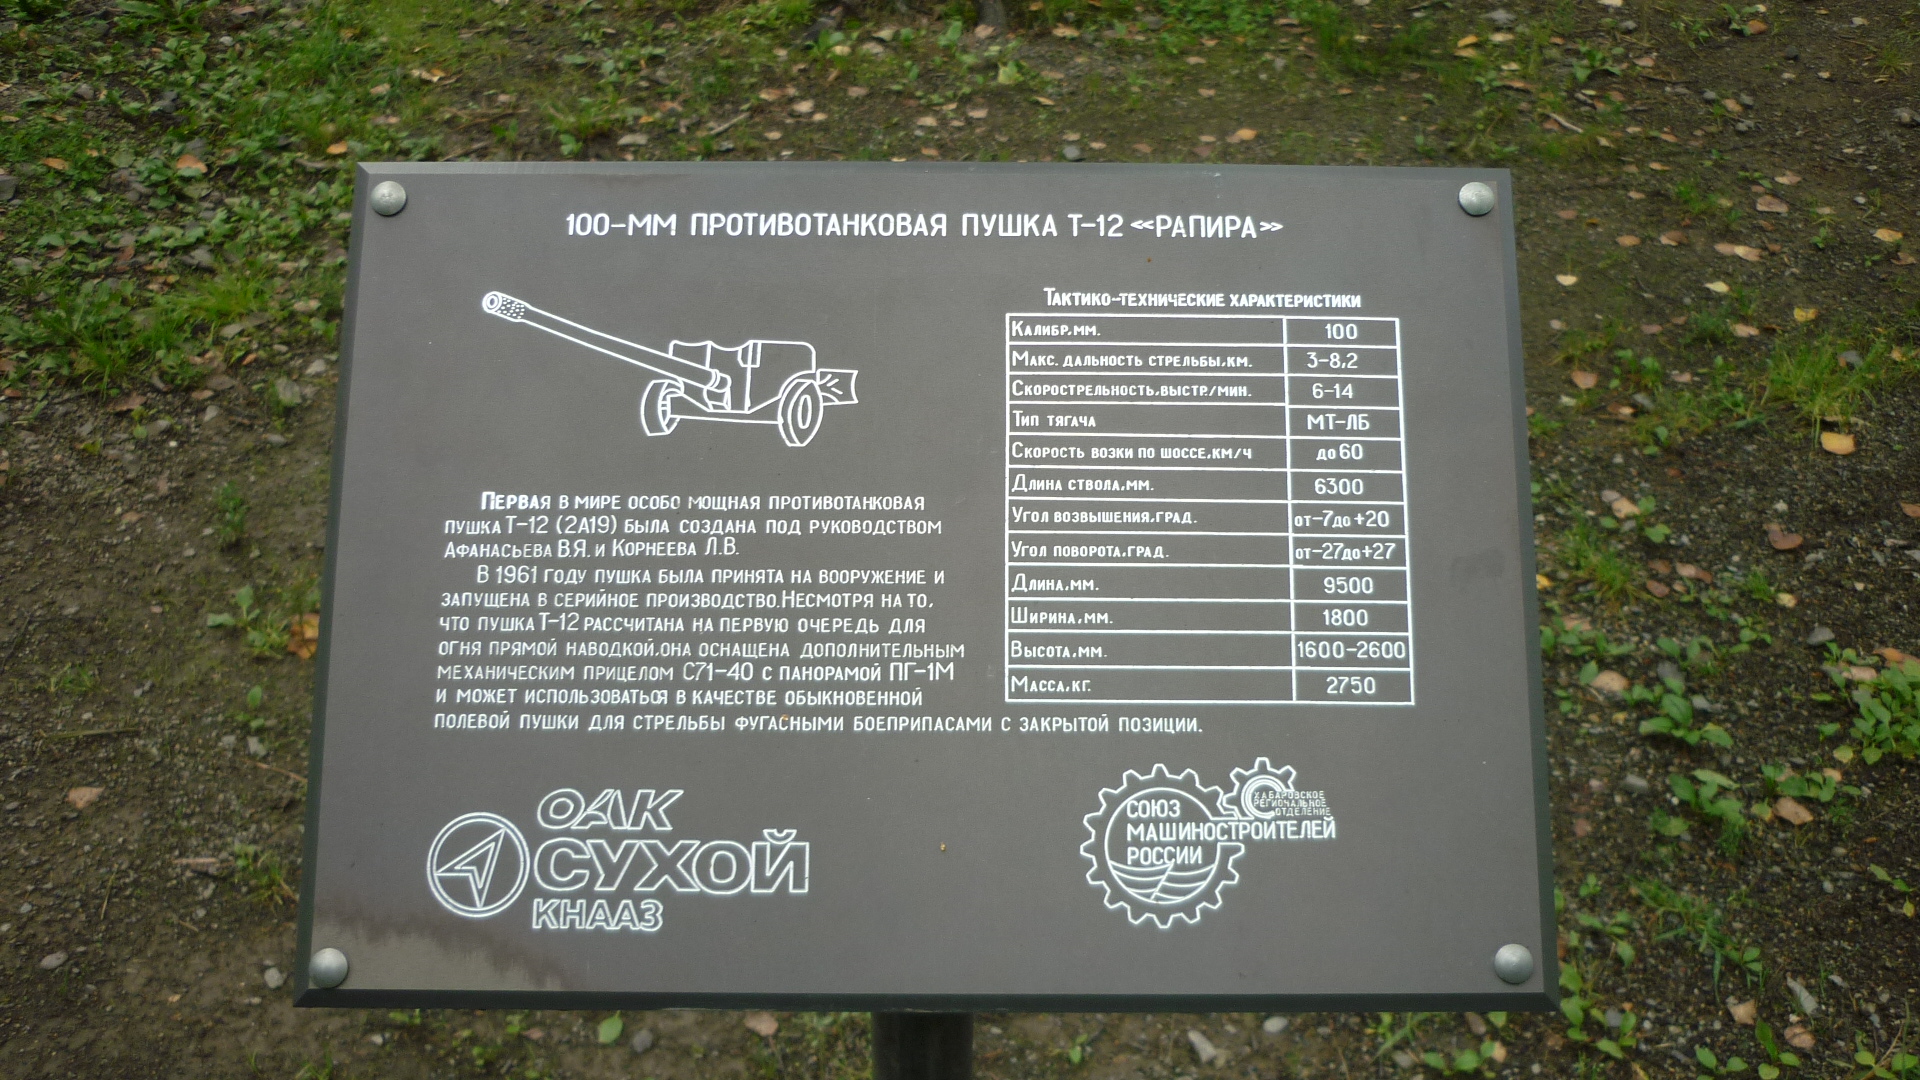 100-ММ ПРОТИВОТАНКОВАЯ ПУШКА Т-12 «РАПИРА»
Первая в мире особо мощная противотанковая
пушка Т-12 (2А19) была создана под руководством
Афанасьева В.Я. и Корнеева Л.В.
В 1961 году пушка была принята на вооружение и
запущена в серийное производство.Несмотря на то,
что пушка Т-12 рассчитана на первую очередь для
огня прямой наводкой,она оснащена дополнительным
механическим прицелом С71-40 с панорамой ПГ-1М
и может использоваться в качестве обыкновенной
полевой пушки для стрельбы фугасными боеприпасами с закрытой позиции.
Тактико-технические характеристики
Калибр,мм. 100
Макс. дальность стрельбы,км. 3-8,2
Скорострельность,выстр./мин. 6-14
Тип тягача МТ-ЛБ
Скорость возки по шоссе,км/ч до 60
Длина ствола,мм. 6300
Угол возвышения,град. от-7до+20
Угол поворота,град. от-27до+27
Длина,мм. 9500
Ширина,мм. 1800
Высота,мм. 1600-2600
Масса,кг. 2750
ОАК
СУХОЙ
КНААЗ
СОЮЗ
МАШИНОСТРОИТЕЛЕЙ
РОССИИ
ХАБАРОВСКОЕ
РЕГИОНАЛЬНОЕ
ОТДЕЛЕНИЕ